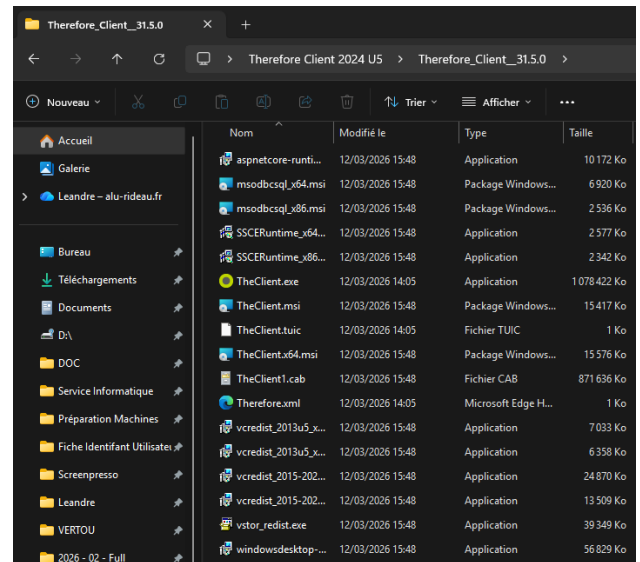 Therefore_Client__31.5.0
Therefore Client 2024 U5 > Therefore_Client__31.5.0 >
Nouveau Trier Afficher
Accueil
Galerie
Leandre – alu-rideau.fr
Bureau
Téléchargements
Documents
D:\
DOC
Service Informatique
Préparation Machines
Fiche Identifant Utilisateu
Screenpresso
Leandre
VERTOU
2026 - 02 - Full
Nom Modifié le Type Taille
aspnetcore-runti... 12/03/2026 15:48 Application 10 172 Ko
msodbcsql_x64.msi 12/03/2026 15:48 Package Windows... 6 920 Ko
msodbcsql_x86.msi 12/03/2026 15:48 Package Windows... 2 536 Ko
SSCERuntime_x64... 12/03/2026 15:48 Application 2 577 Ko
SSCERuntime_x86... 12/03/2026 15:48 Application 2 342 Ko
TheClient.exe 12/03/2026 14:05 Application 1 078 422 Ko
TheClient.msi 12/03/2026 15:48 Package Windows... 15 417 Ko
TheClient.tuic 12/03/2026 14:05 Fichier TUIC 1 Ko
TheClient.x64.msi 12/03/2026 15:48 Package Windows... 15 576 Ko
TheClient1.cab 12/03/2026 15:48 Fichier CAB 871 636 Ko
Therefore.xml 12/03/2026 14:05 Microsoft Edge H... 1 Ko
vcredist_2013u5_x... 12/03/2026 15:48 Application 7 033 Ko
vcredist_2013u5_x... 12/03/2026 15:48 Application 6 358 Ko
vcredist_2015-202... 12/03/2026 15:48 Application 24 870 Ko
vcredist_2015-202... 12/03/2026 15:48 Application 13 509 Ko
vstor_redist.exe 12/03/2026 15:48 Application 39 349 Ko
windowsdesktop-... 12/03/2026 15:48 Application 56 829 Ko